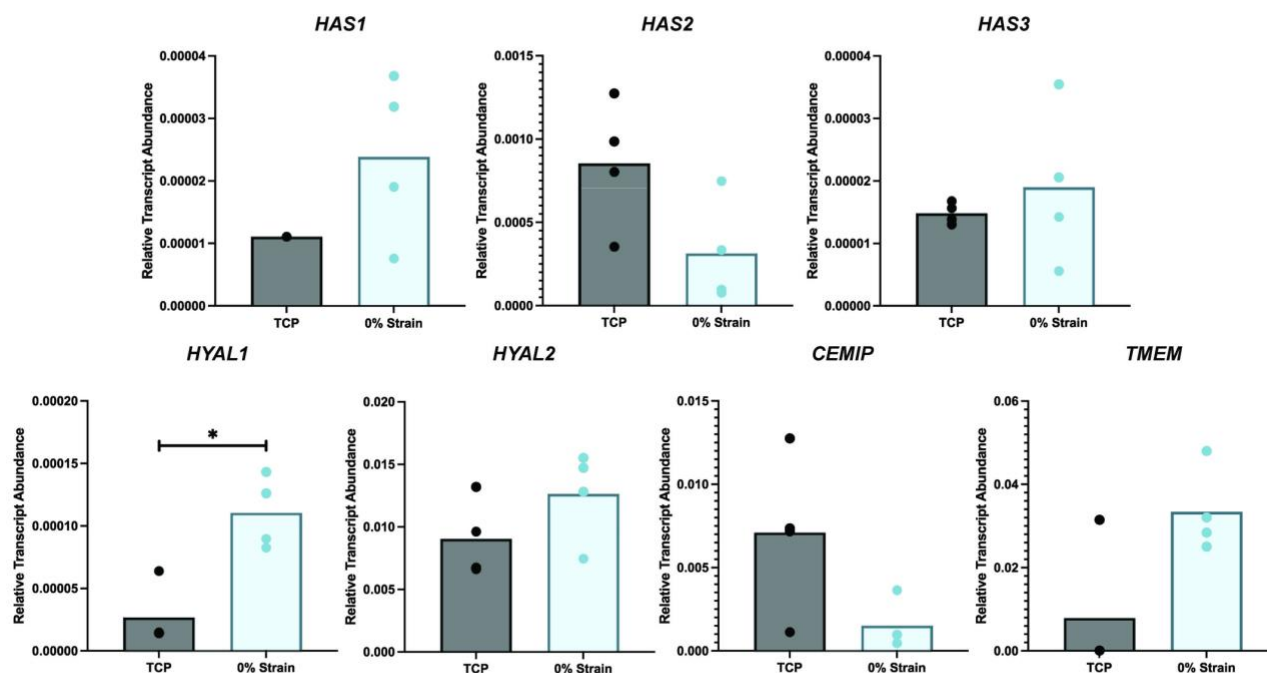 HAS1
HAS2
HAS3
Relative Transcript Abundance
0.00004
0.00003
0.00002
0.00001
0.00000
TCP
0% Strain
Relative Transcript Abundance
0.0015
0.0010
0.0005
0.0000
TCP
0% Strain
Relative Transcript Abundance
0.00004
0.00003
0.00002
0.00001
0.00000
TCP
0% Strain
HYAL1
HYAL2
CEMIP
TMEM
Relative Transcript Abundance
0.00020
0.00015
0.00010
0.00005
0.00000
*
TCP
0% Strain
Relative Transcript Abundance
0.020
0.015
0.010
0.005
0.000
TCP
0% Strain
Relative Transcript Abundance
0.015
0.010
0.005
0.000
TCP
0% Strain
Relative Transcript Abundance
0.06
0.04
0.02
0.00
TCP
0% Strain